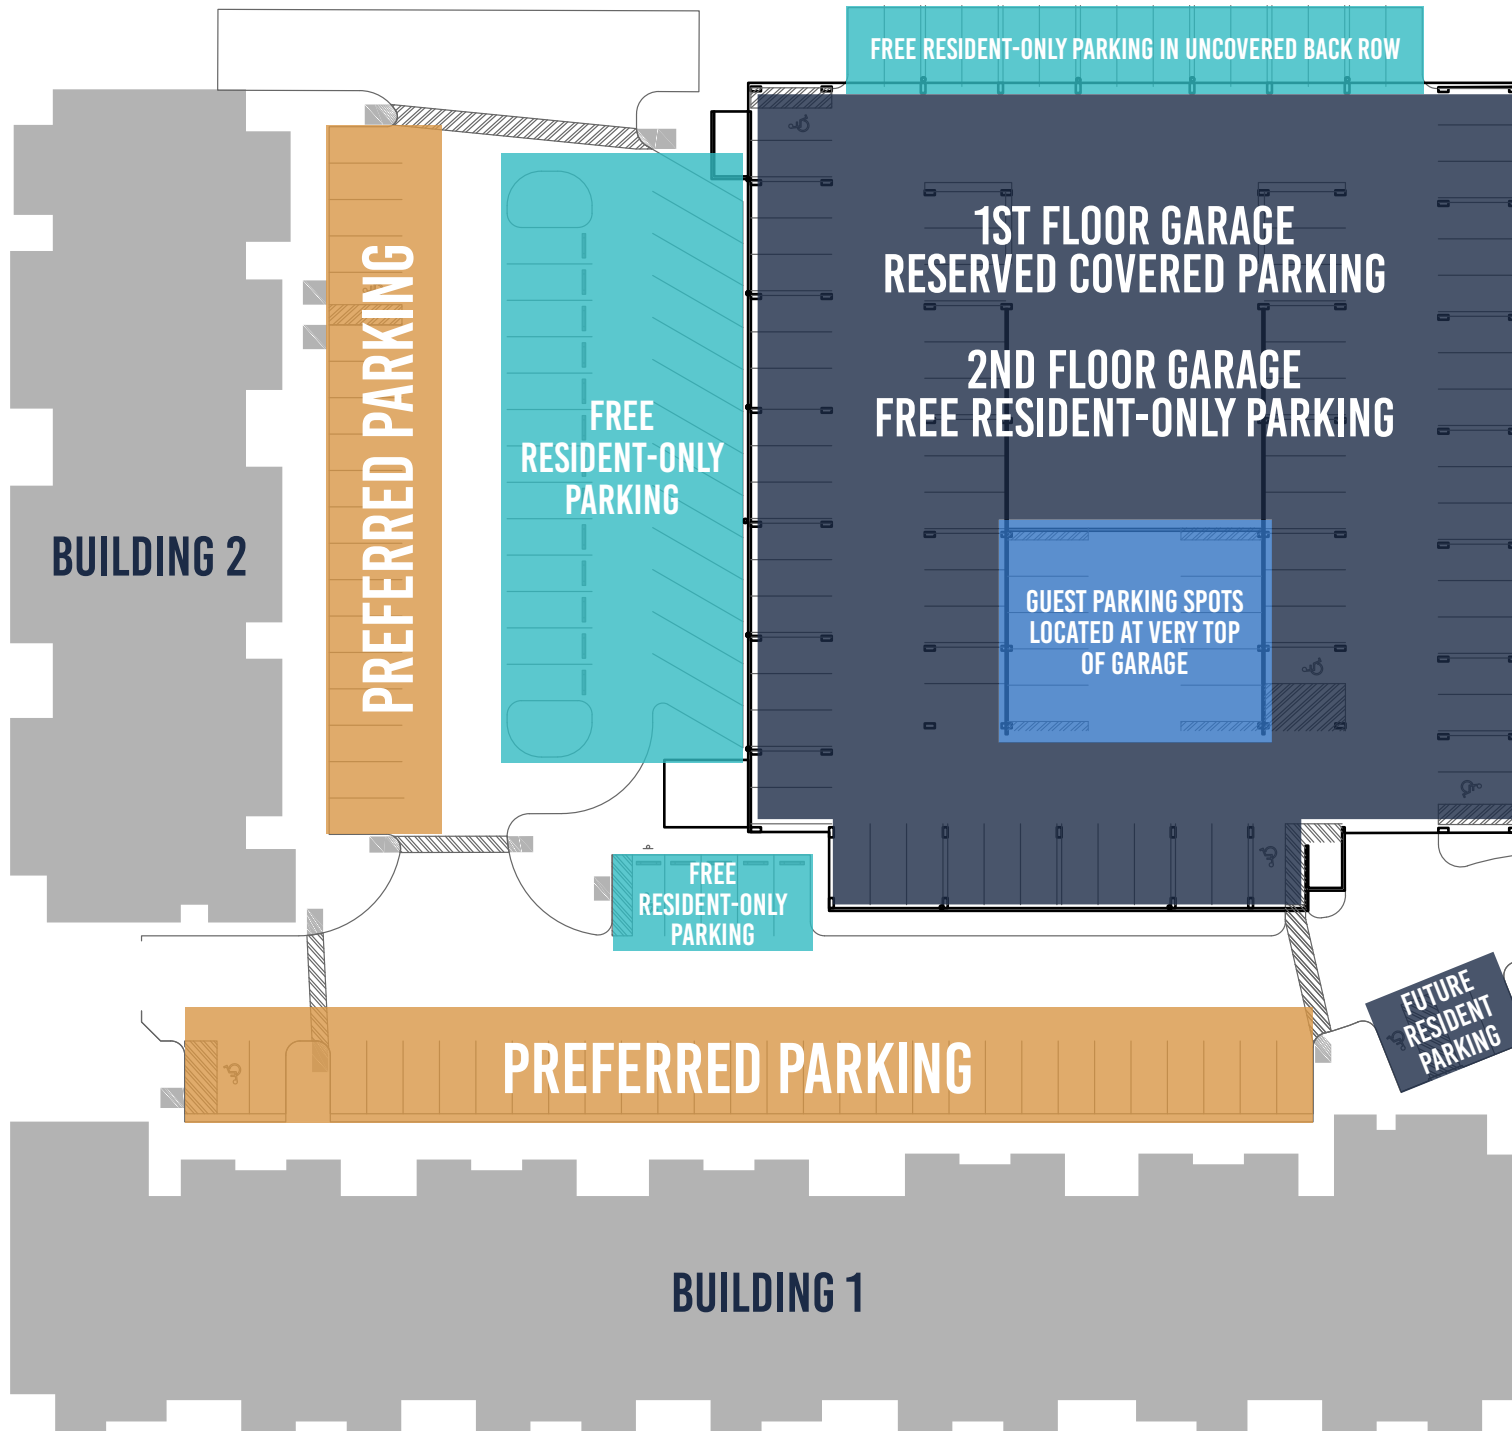 FREE RESIDENT-ONLY PARKING IN UNCOVERED BACK ROW
1ST FLOOR GARAGE
RESERVED COVERED PARKING
2ND FLOOR GARAGE
FREE RESIDENT-ONLY PARKING
PREFERRED PARKING
FREE
RESIDENT-ONLY
PARKING
BUILDING 2
GUEST PARKING SPOTS
LOCATED AT VERY TOP
OF GARAGE
FREE
RESIDENT-ONLY
PARKING
FUTURE
RESIDENT
PARKING
PREFERRED PARKING
BUILDING 1